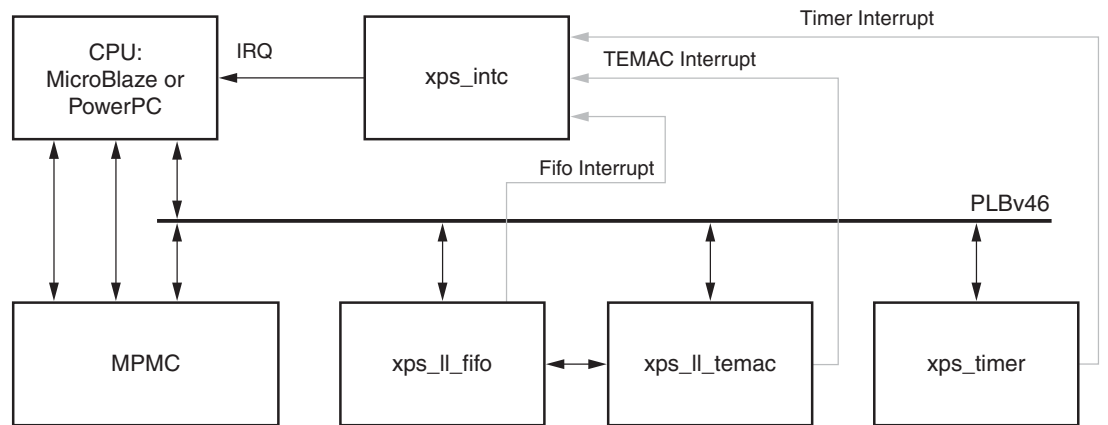 Timer Interrupt
CPU:
MicroBlaze or
PowerPC
IRQ
xps_intc
TEMAC Interrupt
Fifo Interrupt
PLBv46
MPMC
xps_ll_fifo
xps_ll_temac
xps_timer